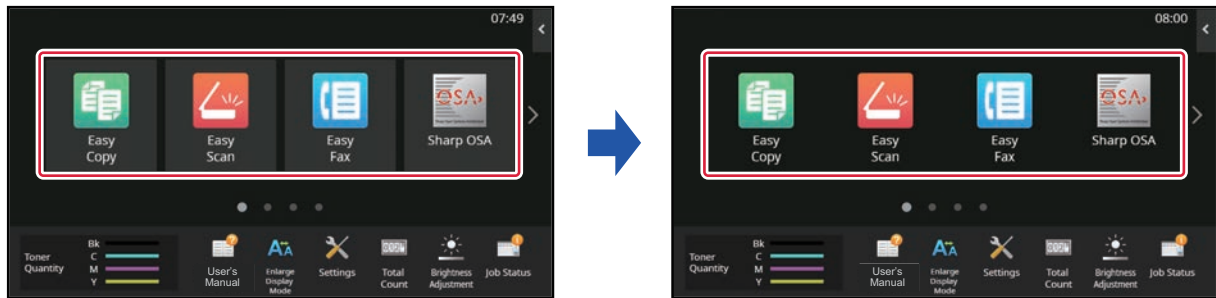 07:49
Easy
Copy
Easy
Scan
Easy
Fax
OSA
Sharp OSA
Toner
Quantity
Bk
C
M
Y
User's
Manual
Enlarge
Display
Mode
Settings
Total
Count
Brightness
Adjustment
Job Status
08:00
Easy
Copy
Easy
Scan
Easy
Fax
OSA
Sharp OSA
Toner
Quantity
Bk
C
M
Y
User's
Manual
Enlarge
Display
Mode
Settings
Total
Count
Brightness
Adjustment
Job Status